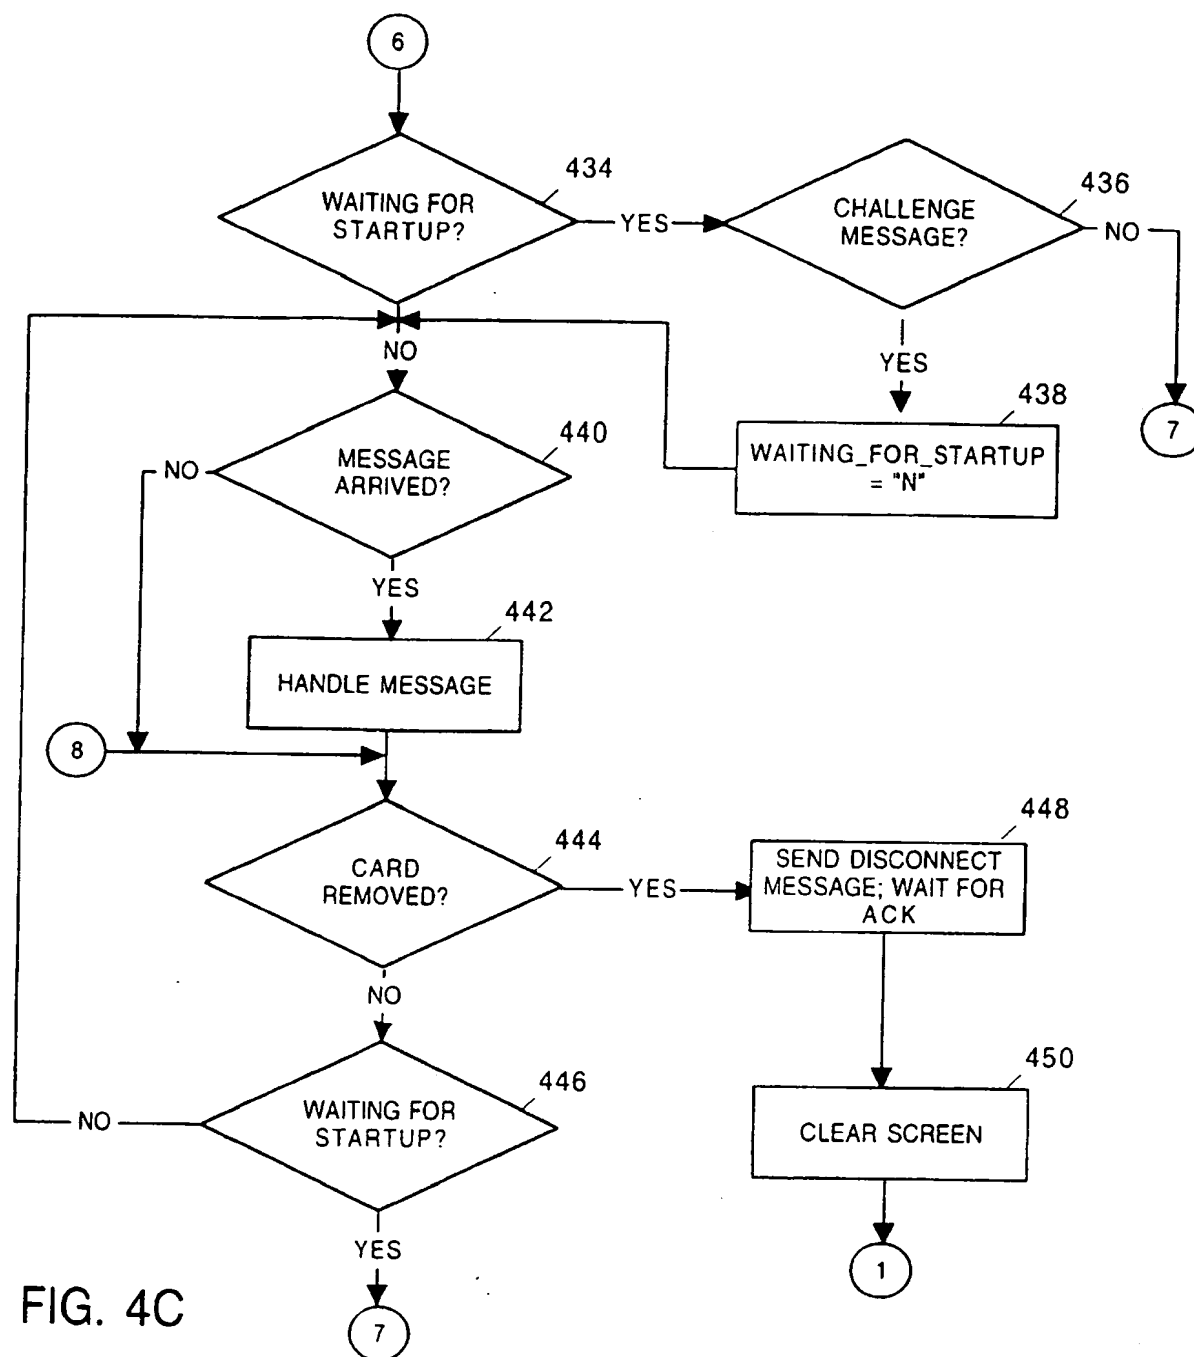 6
WAITING FOR
STARTUP?
434
YES
CHALLENGE
MESSAGE?
436
NO
7
NO
YES
438
WAITING_FOR_STARTUP
= "N"
MESSAGE
ARRIVED?
440
NO
YES
442
HANDLE MESSAGE
8
CARD
REMOVED?
444
YES
448
SEND DISCONNECT
MESSAGE; WAIT FOR
ACK
NO
WAITING FOR
STARTUP?
446
NO
450
CLEAR SCREEN
YES
7
1
FIG. 4C